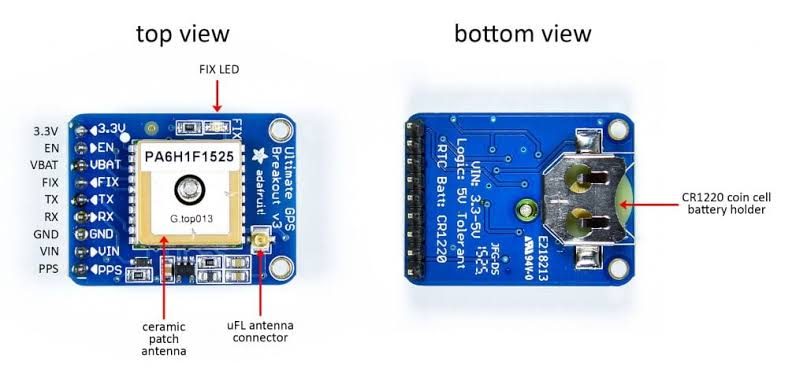 top view
bottom view
FIX LED
3.3V
EN
VBAT
FIX
TX
RX
GND
VIN
PPS
3.3V
EN
VBAT
FIX
TX
RX
GND
VIN
PPS
FIX
PA6H1F1525
G.top013
adafruit!
Ultimate GPS
Breakout v3
ceramic
patch
antenna
uFL antenna
connector
VIN: 3.3-5V
Logic: 5V Tolerant
RTC Batt: CR1220
JFG-DS
1525
94V-0
E218213
CR1220 coin cell
battery holder